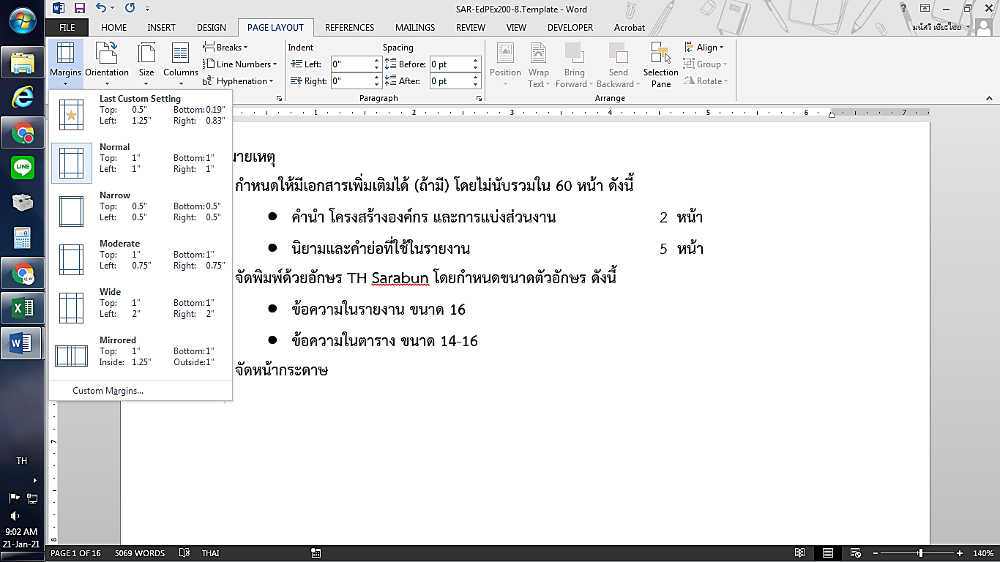 SAR-EdPEx200-8.Template - Word
FILE HOME INSERT DESIGN PAGE LAYOUT REFERENCES MAILINGS REVIEW VIEW DEVELOPER Acrobat
มนัสวี เซียะไชย
Margins Orientation Size Columns
Breaks
Line Numbers
Hyphenation
Indent Spacing
Left: 0" Before: 0 pt
Right: 0" After: 0 pt
Paragraph
Position Wrap Text Bring Forward Send Backward Selection Pane
Align
Group
Rotate
Arrange
Last Custom Setting
Top: 0.5" Bottom: 0.19"
Left: 1.25" Right: 0.83"
Normal
Top: 1" Bottom: 1"
Left: 1" Right: 1"
Narrow
Top: 0.5" Bottom: 0.5"
Left: 0.5" Right: 0.5"
Moderate
Top: 1" Bottom: 1"
Left: 0.75" Right: 0.75"
Wide
Top: 1" Bottom: 1"
Left: 2" Right: 2"
Mirrored
Top: 1" Bottom: 1"
Inside: 1.25" Outside: 1"
Custom Margins...
1 2 3 4 5 6 7
มายเหตุ
กำหนดให้มีเอกสารเพิ่มเติมได้ (ถ้ามี) โดยไม่นับรวมใน 60 หน้า ดังนี้
● คำนำ โครงสร้างองค์กร และการแบ่งส่วนงาน 2 หน้า
● นิยามและคำย่อที่ใช้ในรายงาน 5 หน้า
จัดพิมพ์ด้วยอักษร TH Sarabun โดยกำหนดขนาดตัวอักษร ดังนี้
● ข้อความในรายงาน ขนาด 16
● ข้อความในตาราง ขนาด 14-16
จัดหน้ากระดาษ
7
8
LINE
TH
9:02 AM
21-Jan-21
PAGE 1 OF 16 5069 WORDS THAI 140%